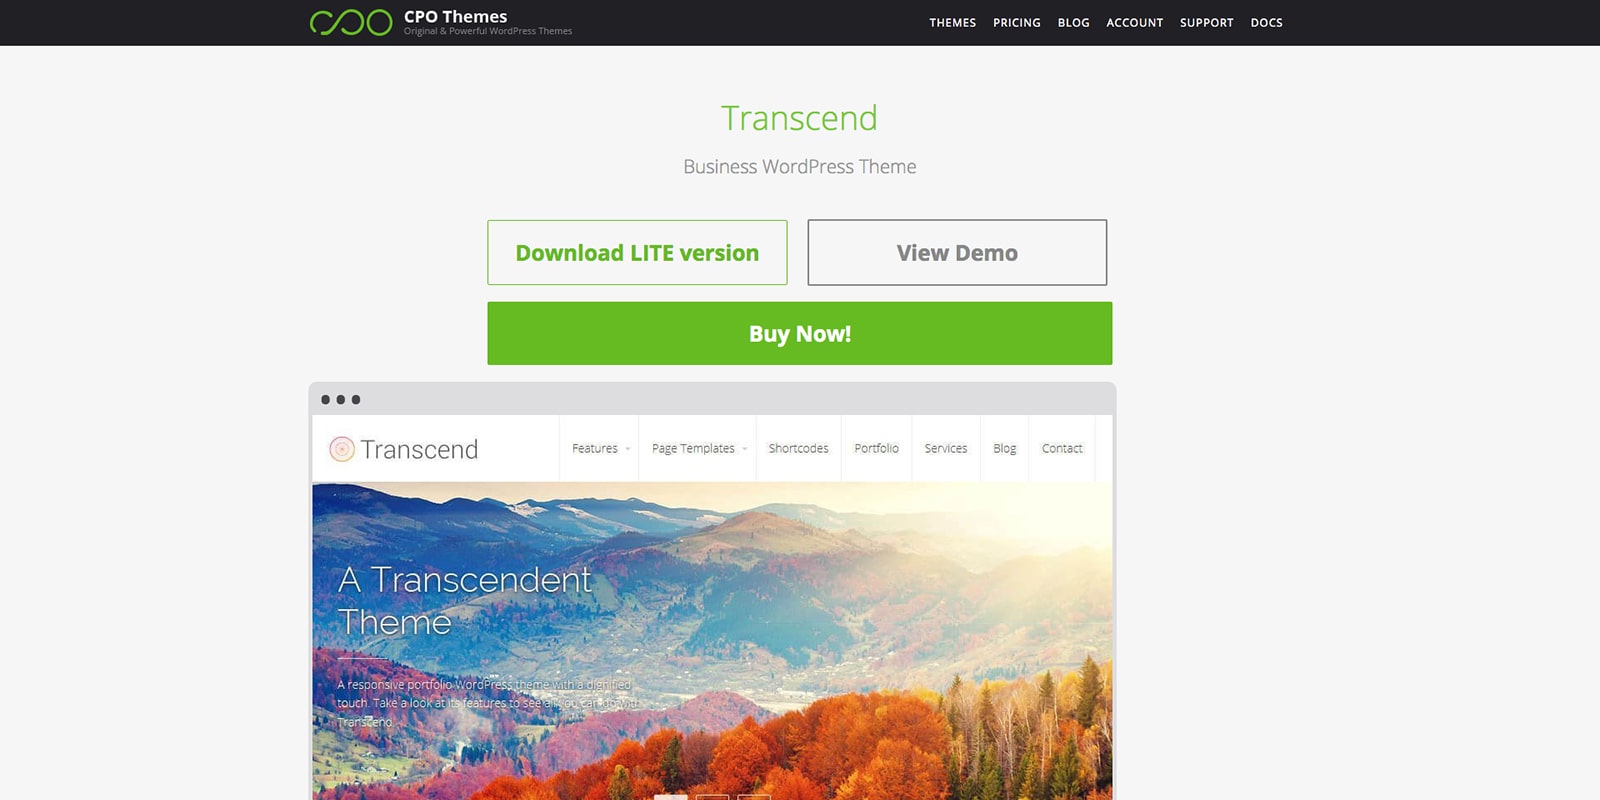 CPO Themes
Original & Powerful WordPress Themes
THEMES PRICING BLOG ACCOUNT SUPPORT DOCS
Transcend
Business WordPress Theme
Download LITE version
View Demo
Buy Now!
Transcend
Features Page Templates Shortcodes Portfolio Services Blog Contact
A Transcendent
Theme
A responsive portfolio WordPress theme with a dignified
touch. Take a look at its features to see all you can do with
Transcend.